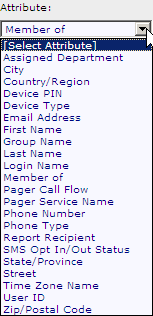 Attribute:
Member of
[Select Attribute]
Assigned Department
City
Country/Region
Device PIN
Device Type
Email Address
First Name
Group Name
Last Name
Login Name
Member of
Pager Call Flow
Pager Service Name
Phone Number
Phone Type
Report Recipient
SMS Opt In/Out Status
State/Province
Street
Time Zone Name
User ID
Zip/Postal Code